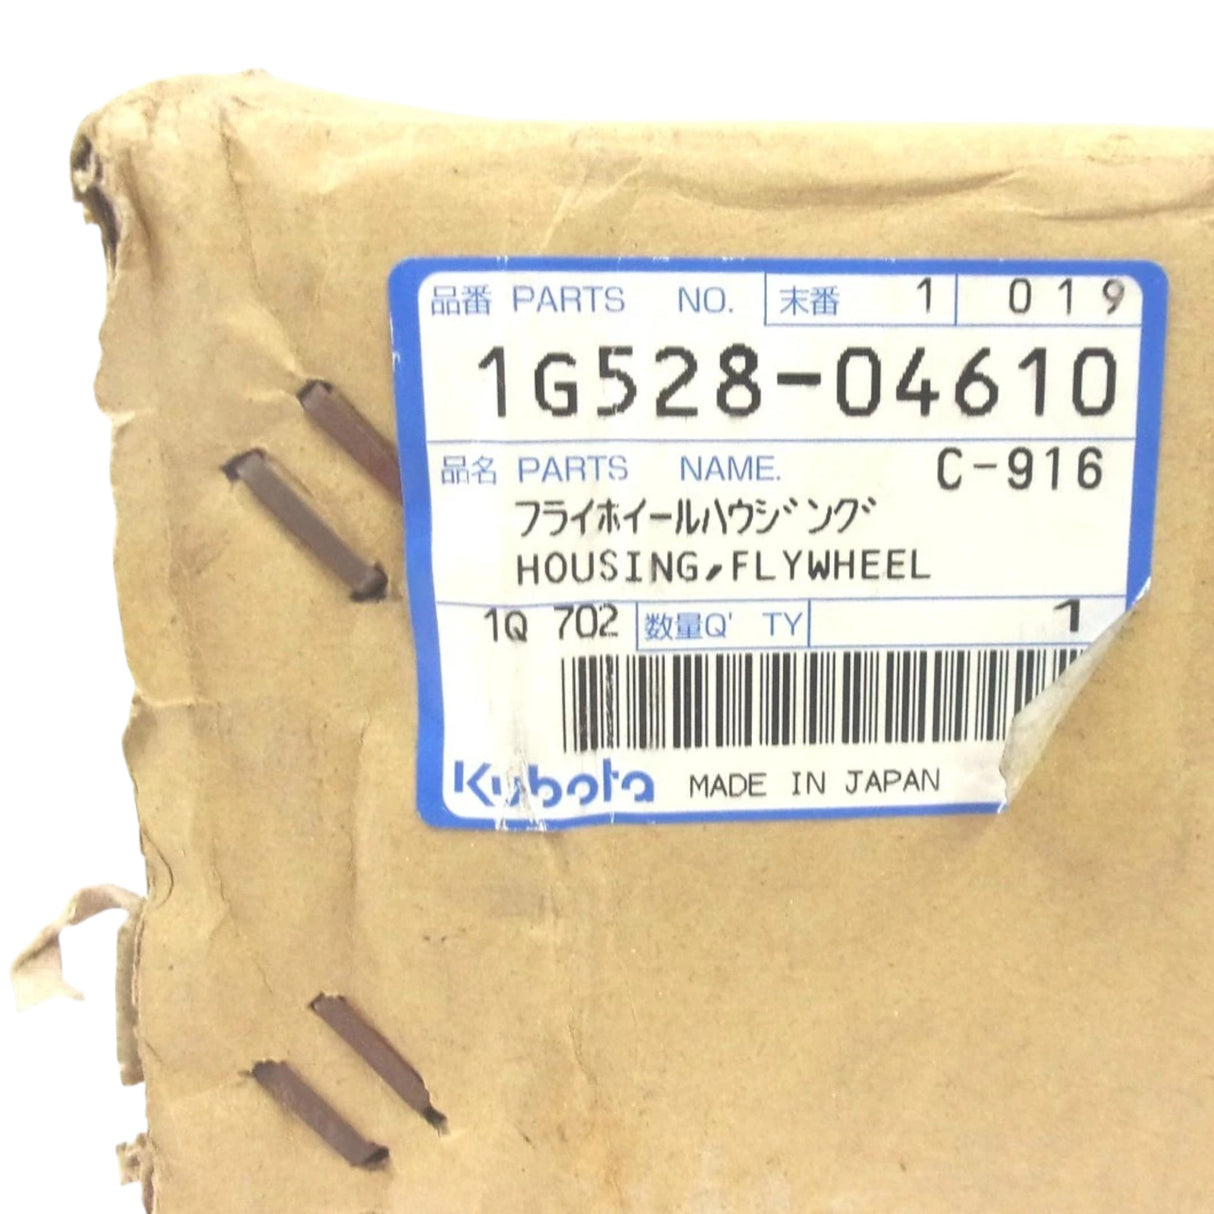 品番 PARTS NO. 末番 1 019
1G528-04610
品名 PARTS NAME. C-916
フライホイールハウジング
HOUSING,FLYWHEEL
1Q 702 数量Q'TY 1
Kubota MADE IN JAPAN